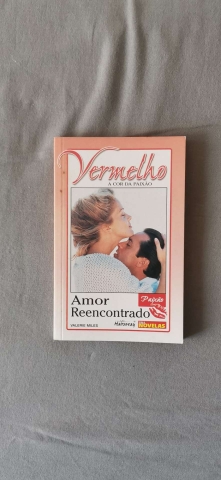 Vermelho
A COR DA PAIXÃO
Amor
Reencontrado
Paixão
VALERIE MILES
NOVELAS